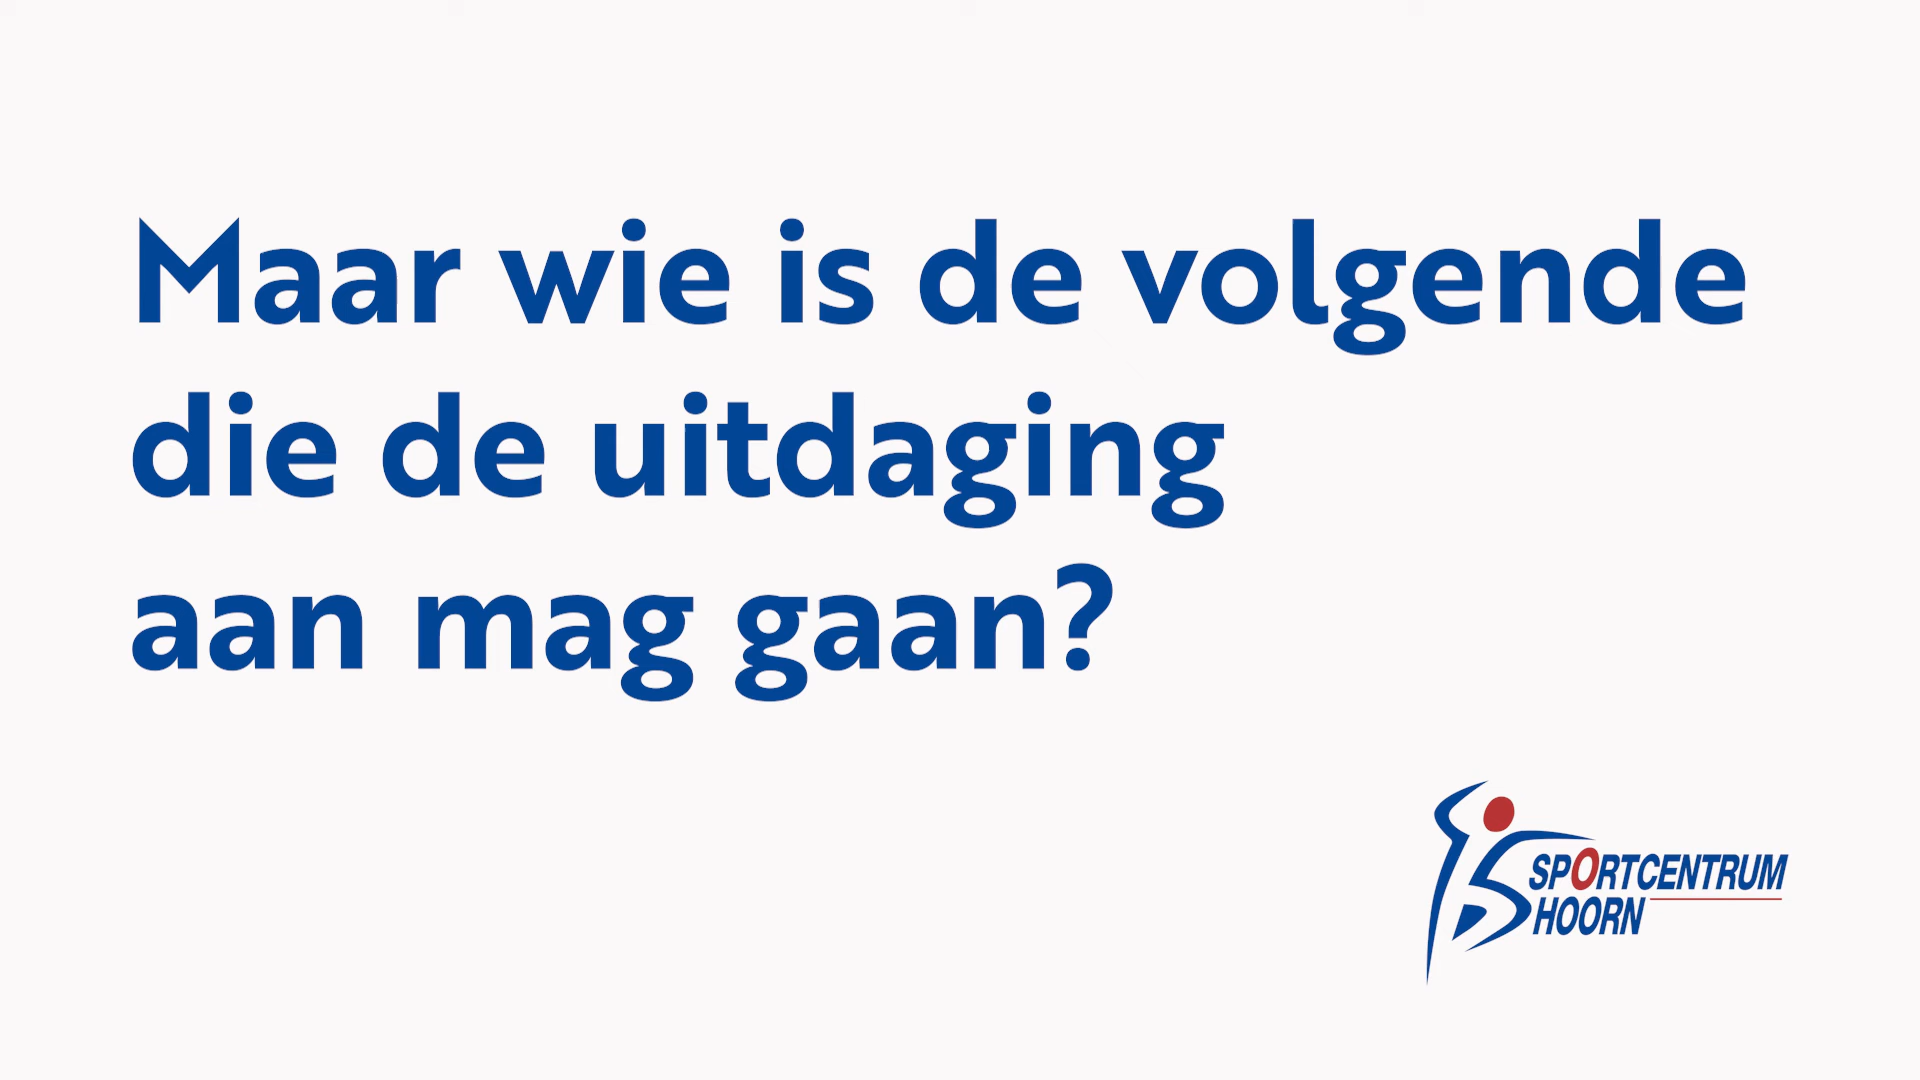 Maar wie is de volgende
die de uitdaging
aan mag gaan?
SPORTCENTRUM
HOORN